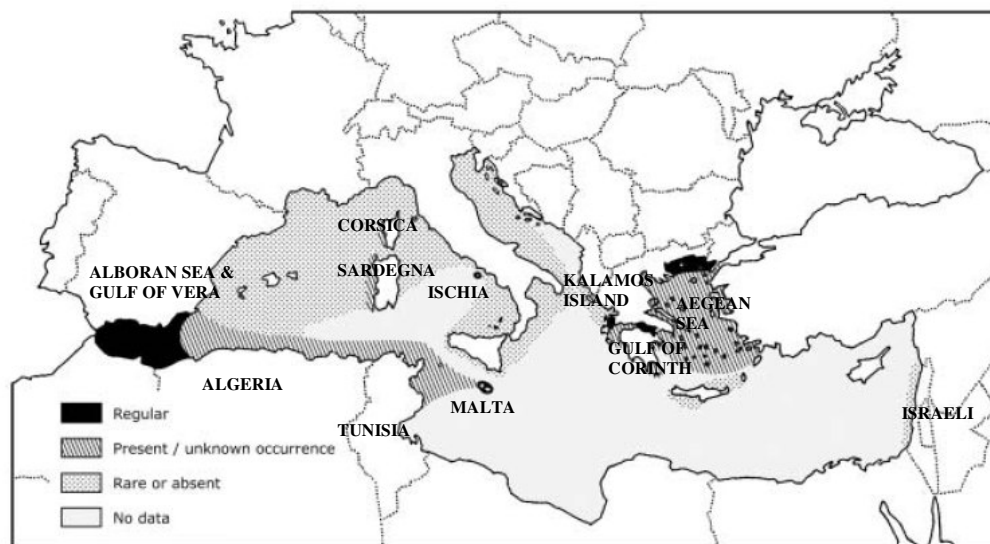 CORSICA
ALBORAN SEA &
GULF OF VERA
SARDEGNA
ISCHIA
KALAMOS
ISLAND
AEGEAN
SEA
GULF OF
CORINTH
ALGERIA
MALTA
TUNISIA
ISRAELI
Regular
Present / unknown occurrence
Rare or absent
No data